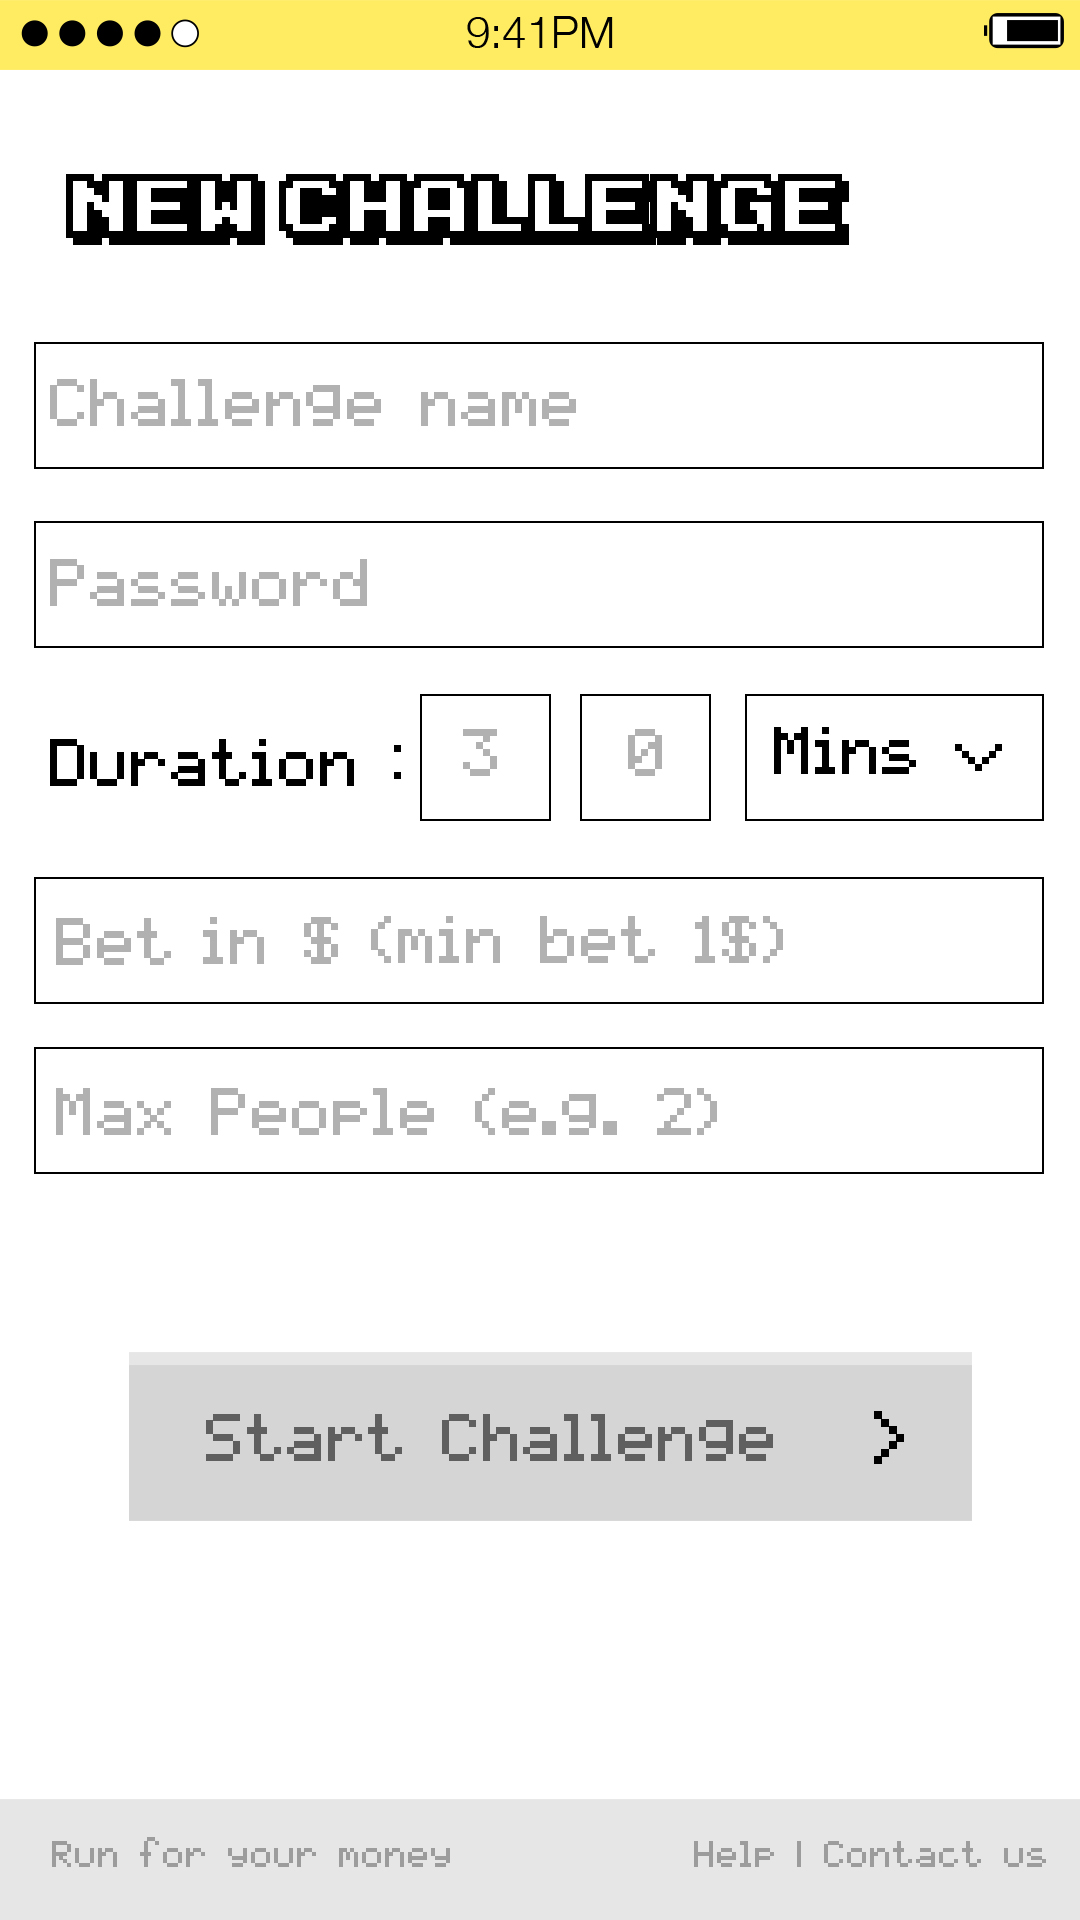 9:41PM
NEW CHALLENGE
Challenge name
Password
Duration : 3 0 Mins
Bet in $ (min bet 1$)
Max People (e.g. 2)
Start Challenge >
Run for your money Help | Contact us